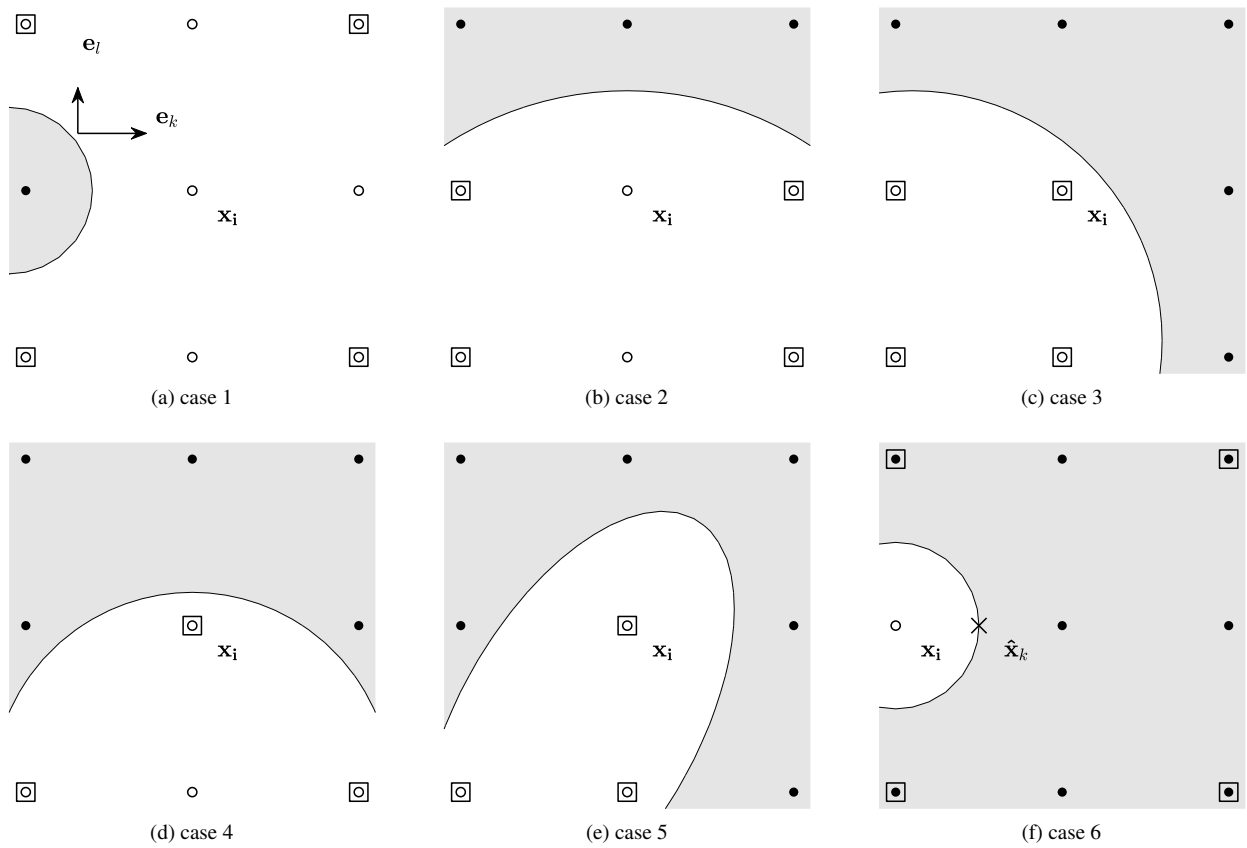 e_l
e_k
x_i
x_i
x_i
(a) case 1
(b) case 2
(c) case 3
x_i
x_i
x_i
x̂_k
(d) case 4
(e) case 5
(f) case 6